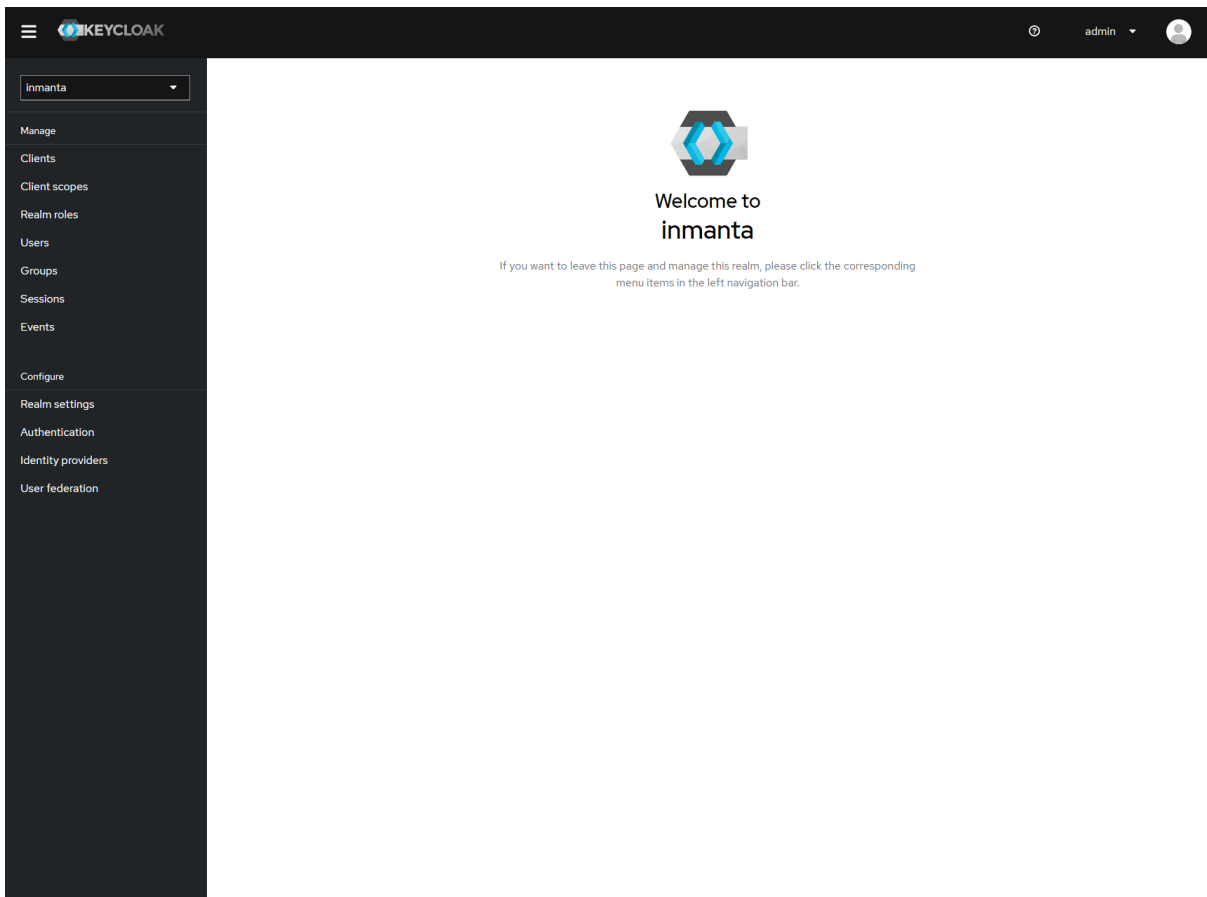 KEYCLOAK
admin
inmanta
Manage
Clients
Client scopes
Realm roles
Users
Groups
Sessions
Events
Configure
Realm settings
Authentication
Identity providers
User federation
Welcome to
inmanta
If you want to leave this page and manage this realm, please click the corresponding
menu items in the left navigation bar.